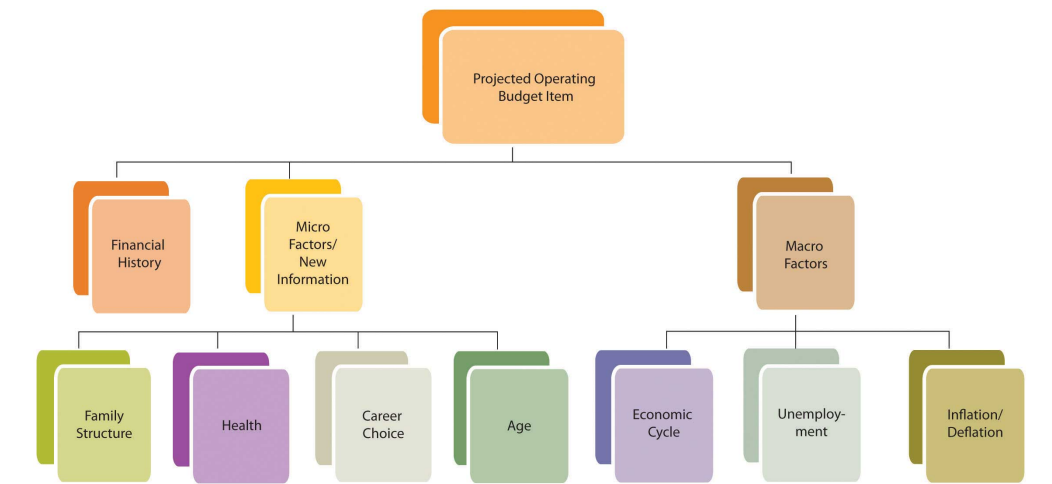 Projected Operating
Budget Item
Financial
History
Micro
Factors/
New
Information
Macro
Factors
Family
Structure
Health
Career
Choice
Age
Economic
Cycle
Unemploy-
ment
Inflation/
Deflation